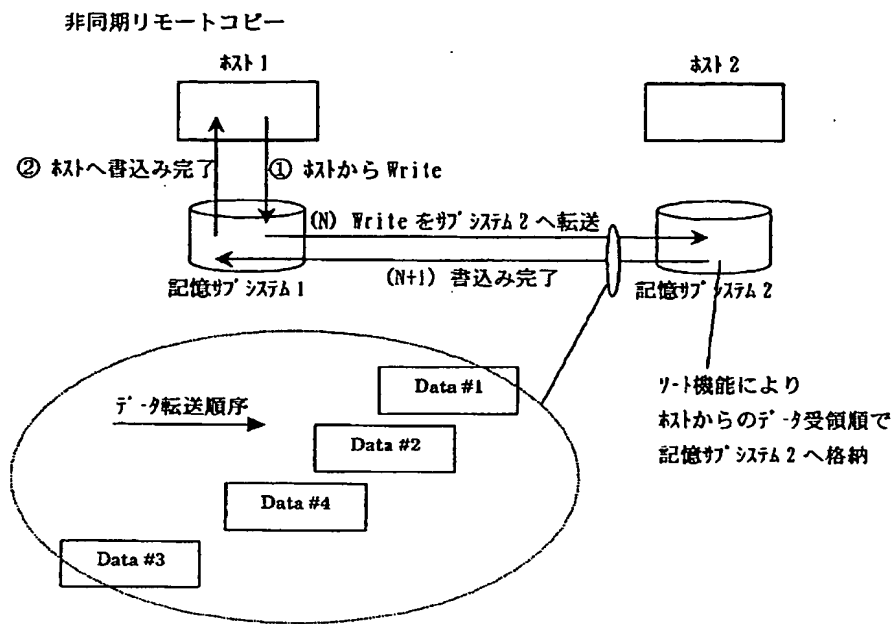 非同期リモートコピー
ﾎｽﾄ 1
ﾎｽﾄ 2
② ﾎｽﾄへ書込み完了
① ﾎｽﾄから Write
(N) Write をｻﾌﾞｼｽﾃﾑ 2 へ転送
(N+1) 書込み完了
記憶ｻﾌﾞｼｽﾃﾑ 1
記憶ｻﾌﾞｼｽﾃﾑ 2
ﾃﾞｰﾀ転送順序
Data #1
Data #2
Data #4
Data #3
ｿｰﾄ機能により
ﾎｽﾄからのﾃﾞｰﾀ受領順で
記憶ｻﾌﾞｼｽﾃﾑ 2 へ格納